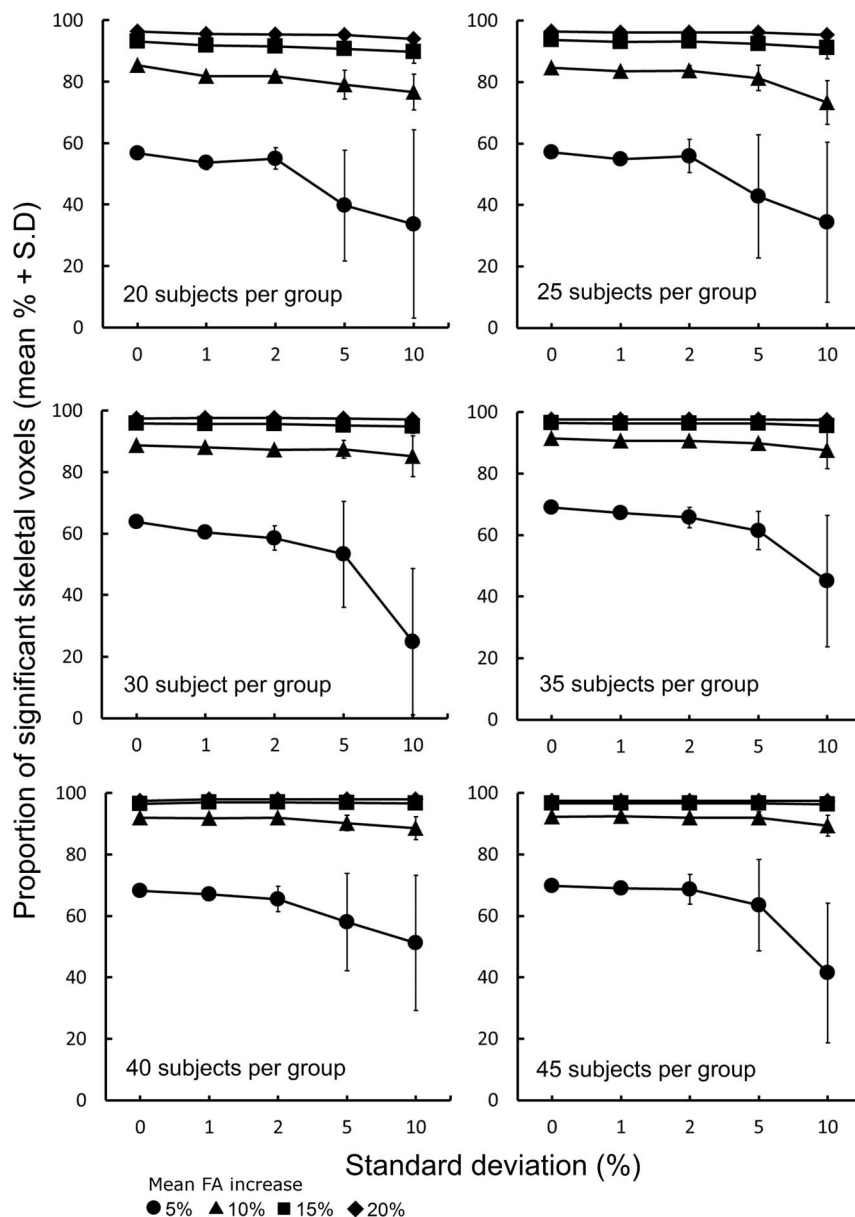 Proportion of significant skeletal voxels (mean % + S.D)
100
80
60
40
20
0
20 subjects per group
0 1 2 5 10
100
80
60
40
20
0
25 subjects per group
0 1 2 5 10
100
80
60
40
20
0
30 subject per group
0 1 2 5 10
100
80
60
40
20
0
35 subjects per group
0 1 2 5 10
100
80
60
40
20
0
40 subjects per group
0 1 2 5 10
100
80
60
40
20
0
45 subjects per group
0 1 2 5 10
Standard deviation (%)
Mean FA increase
5% 10% 15% 20%